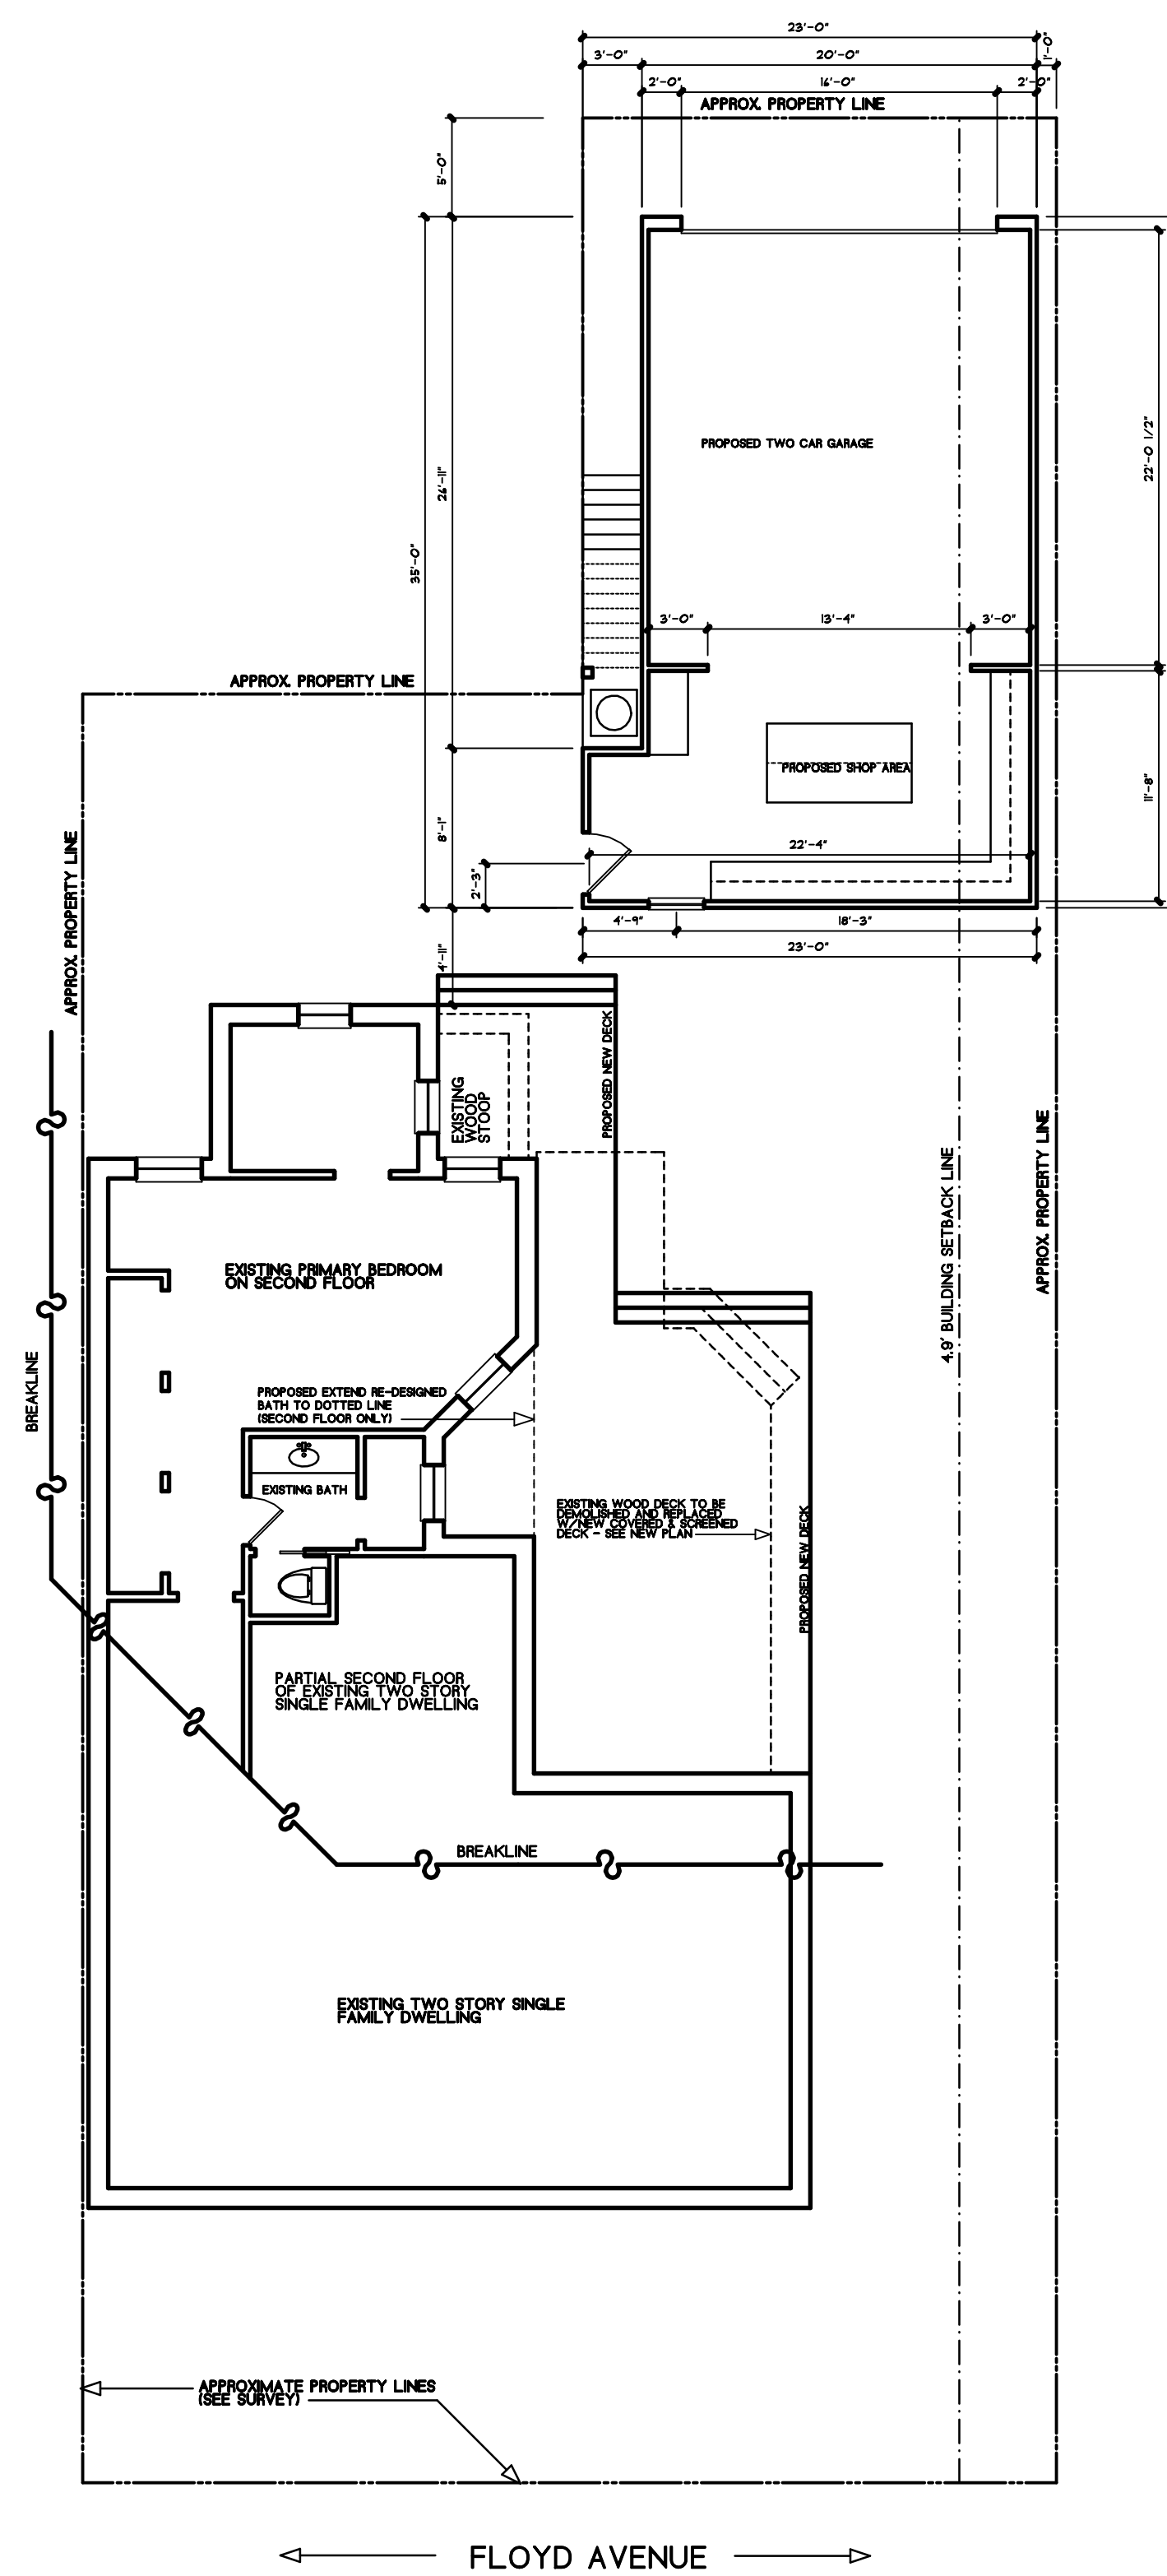 23'-0"
3'-0"
20'-0"
1'-0"
2'-0"
16'-0"
2'-0"
APPROX. PROPERTY LINE
5'-0"
26'-11"
35'-0"
22'-0 1/2"
PROPOSED TWO CAR GARAGE
3'-0"
13'-4"
3'-0"
APPROX. PROPERTY LINE
PROPOSED SHOP AREA
11'-8"
8'-1"
2'-3"
22'-4"
4'-9"
18'-3"
23'-0"
4'-11"
APPROX. PROPERTY LINE
EXISTING
WOOD
STOOP
PROPOSED NEW DECK
4.9' BUILDING SETBACK LINE
APPROX. PROPERTY LINE
EXISTING PRIMARY BEDROOM
ON SECOND FLOOR
BREAKLINE
PROPOSED EXTEND RE-DESIGNED
BATH TO DOTTED LINE
(SECOND FLOOR ONLY)
EXISTING BATH
EXISTING WOOD DECK TO BE
DEMOLISHED AND REPLACED
W/NEW COVERED & SCREENED
DECK - SEE NEW PLAN
PROPOSED NEW DECK
PARTIAL SECOND FLOOR
OF EXISTING TWO STORY
SINGLE FAMILY DWELLING
BREAKLINE
EXISTING TWO STORY SINGLE
FAMILY DWELLING
APPROXIMATE PROPERTY LINES
(SEE SURVEY)
FLOYD AVENUE